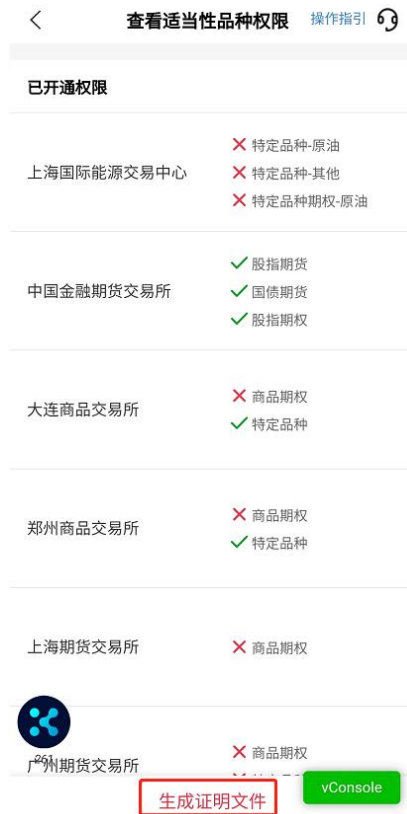 查看适当性品种权限 操作指引
已开通权限
上海国际能源交易中心
特定品种-原油
特定品种-其他
特定品种期权-原油
中国金融期货交易所
股指期货
国债期货
股指期权
大连商品交易所
商品期权
特定品种
郑州商品交易所
商品期权
特定品种
上海期货交易所
商品期权
261
广州期货交易所
商品期权
vConsole
生成证明文件